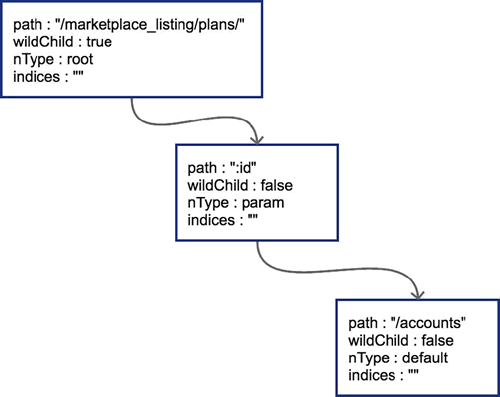 path : "/marketplace_listing/plans/"
wildChild : true
nType : root
indices : ""
path : ":id"
wildChild : false
nType : param
indices : ""
path : "/accounts"
wildChild : false
nType : default
indices : ""